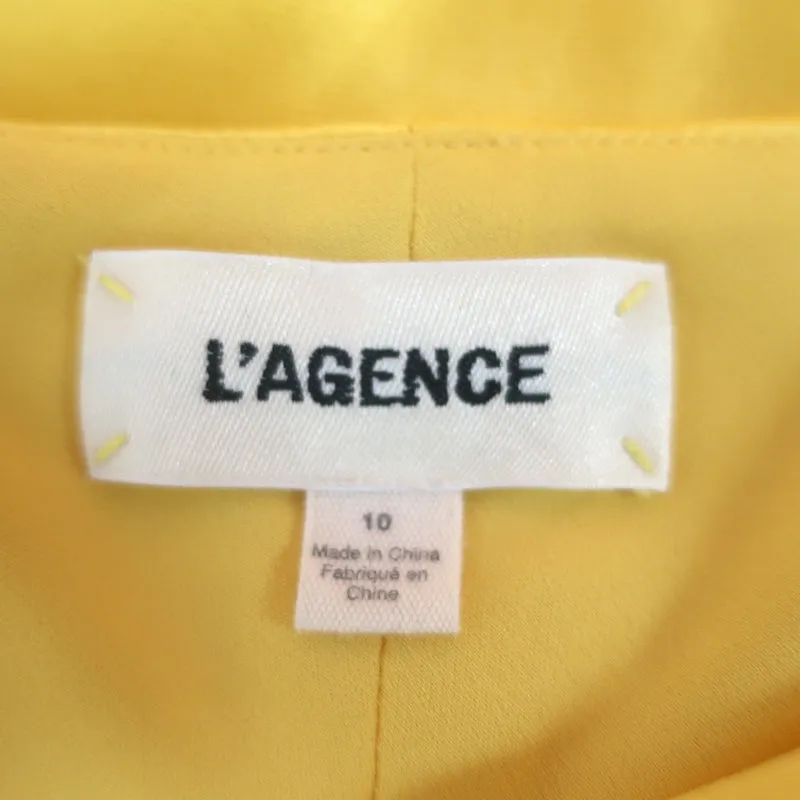 L'AGENCE
10
Made in China
Fabriqué en
Chine